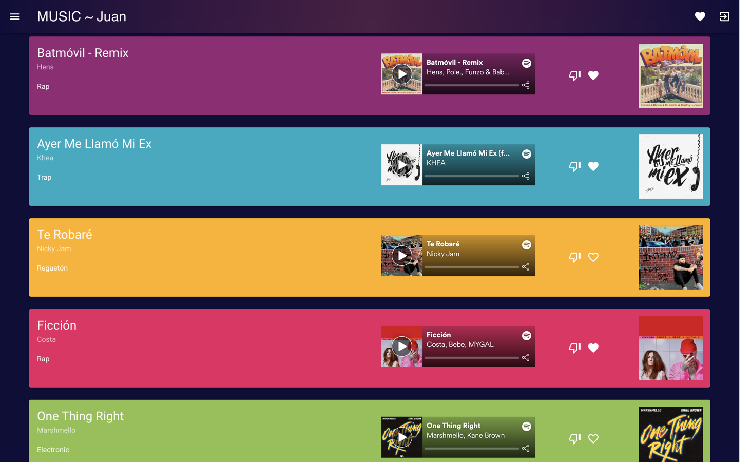 MUSIC ~ Juan
Batmóvil - Remix
Hens
Rap
Batmóvil - Remix
Hens, Pole., Funzo & Bab...
BATMÓVIL
Ayer Me Llamó Mi Ex
Khea
Trap
Ayer Me Llamó Mi Ex (f...
KHEA
Ayer
me llamó
mi ex
Te Robaré
Nicky Jam
Reguetón
Te Robaré
Nicky Jam
Ficción
Costa
Rap
Ficción
Costa, Bebo, MYGAL
One Thing Right
Marshmello
Electronic
One Thing Right
Marshmello, Kane Brown
MARSHMELLO KANE BROWN
One Thing
Right